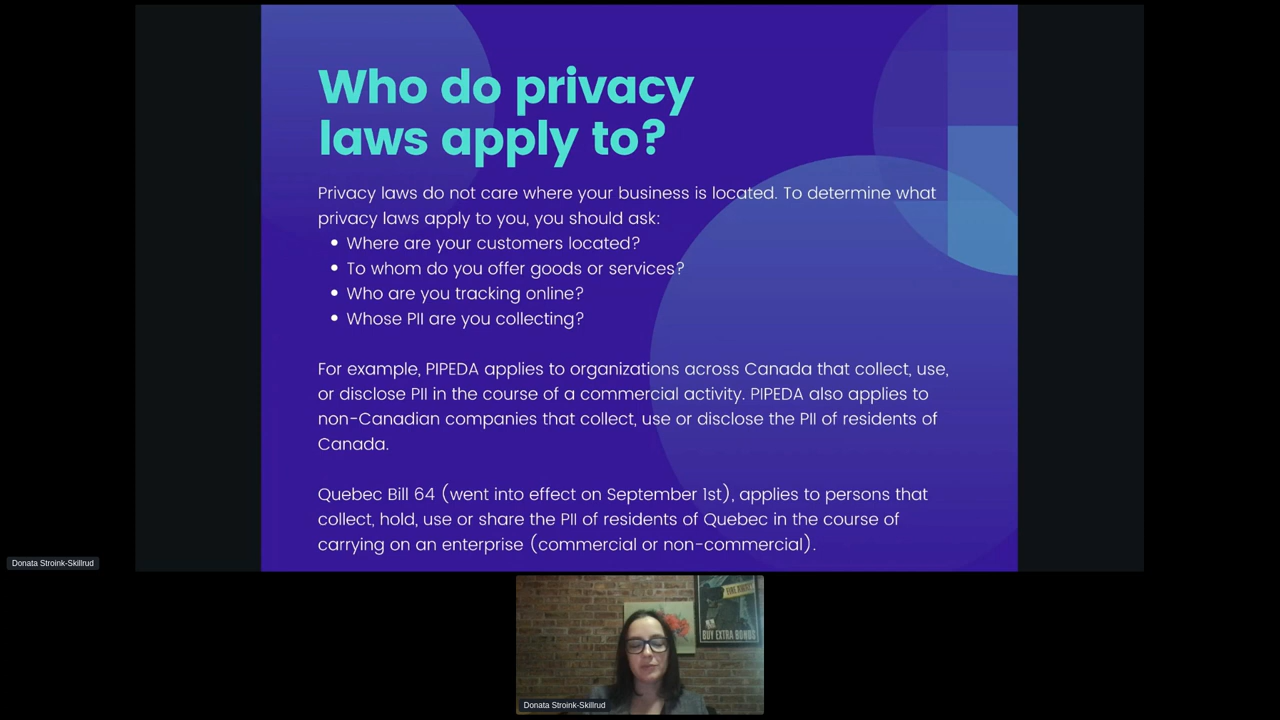 Who do privacy
laws apply to?
Privacy laws do not care where your business is located. To determine what
privacy laws apply to you, you should ask:
• Where are your customers located?
• To whom do you offer goods or services?
• Who are you tracking online?
• Whose PII are you collecting?
For example, PIPEDA applies to organizations across Canada that collect, use,
or disclose PII in the course of a commercial activity. PIPEDA also applies to
non-Canadian companies that collect, use or disclose the PII of residents of
Canada.
Quebec Bill 64 (went into effect on September 1st), applies to persons that
collect, hold, use or share the PII of residents of Quebec in the course of
carrying on an enterprise (commercial or non-commercial).
Donata Stroink-Skillrud
BUY EXTRA BONDS
Donata Stroink-Skillrud